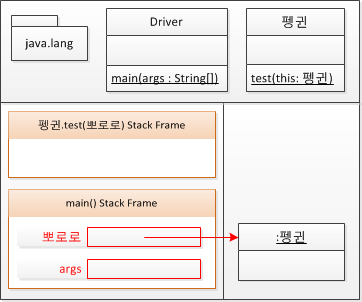 java.lang
Driver
main(args : String[])
펭귄
test(this: 펭귄)
펭귄.test(뽀로로) Stack Frame
main() Stack Frame
뽀로로
args
:펭귄